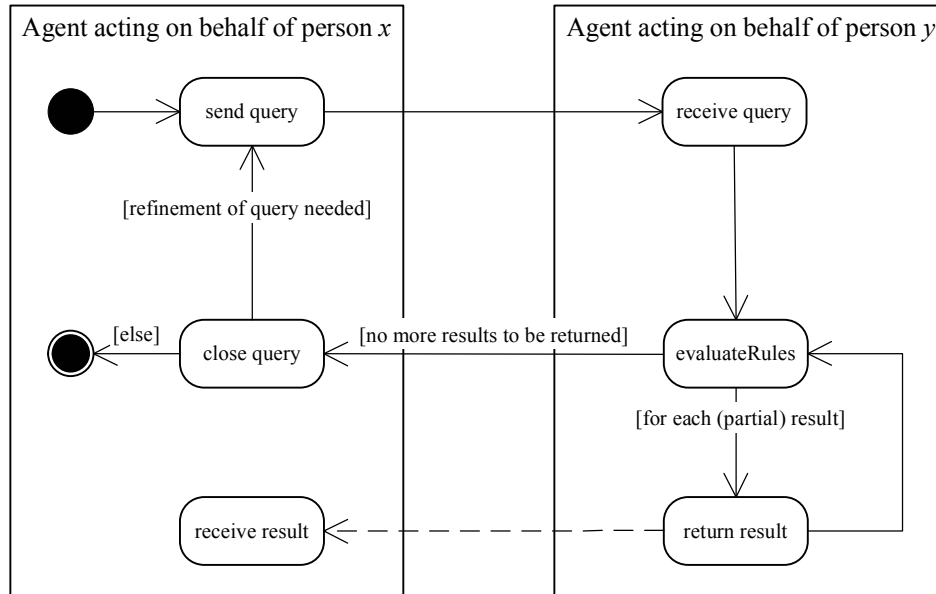 Agent acting on behalf of person x
Agent acting on behalf of person y
send query
receive query
[refinement of query needed]
[else]
[no more results to be returned]
close query
evaluateRules
[for each (partial) result]
receive result
return result